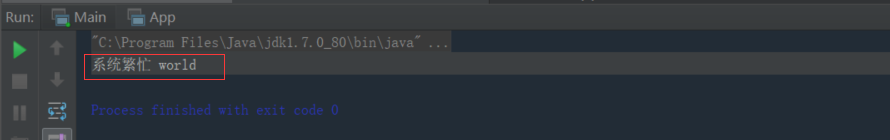 Run: Main App
"C:\Program Files\Java\jdk1.7.0_80\bin\java" ...
系统繁忙 world
Process finished with exit code 0